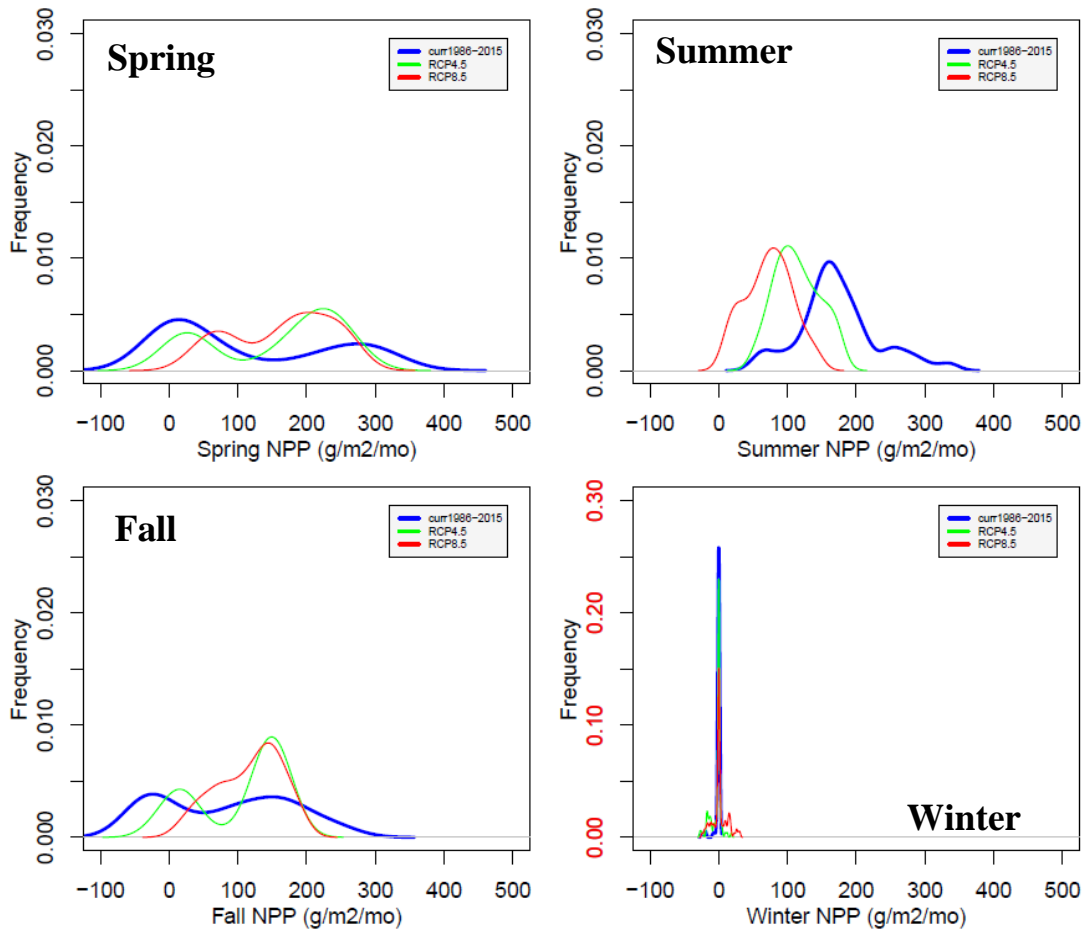 Spring
curr1986-2015
RCP4.5
RCP8.5
Frequency
0.000 0.010 0.020 0.030
-100 0 100 200 300 400 500
Spring NPP (g/m2/mo)
Summer
curr1986-2015
RCP4.5
RCP8.5
Frequency
0.000 0.010 0.020 0.030
-100 0 100 200 300 400 500
Summer NPP (g/m2/mo)
Fall
curr1986-2015
RCP4.5
RCP8.5
Frequency
0.000 0.010 0.020 0.030
-100 0 100 200 300 400 500
Fall NPP (g/m2/mo)
curr1986-2015
RCP4.5
RCP8.5
Frequency
0.00 0.10 0.20 0.30
Winter
-100 0 100 200 300 400 500
Winter NPP (g/m2/mo)